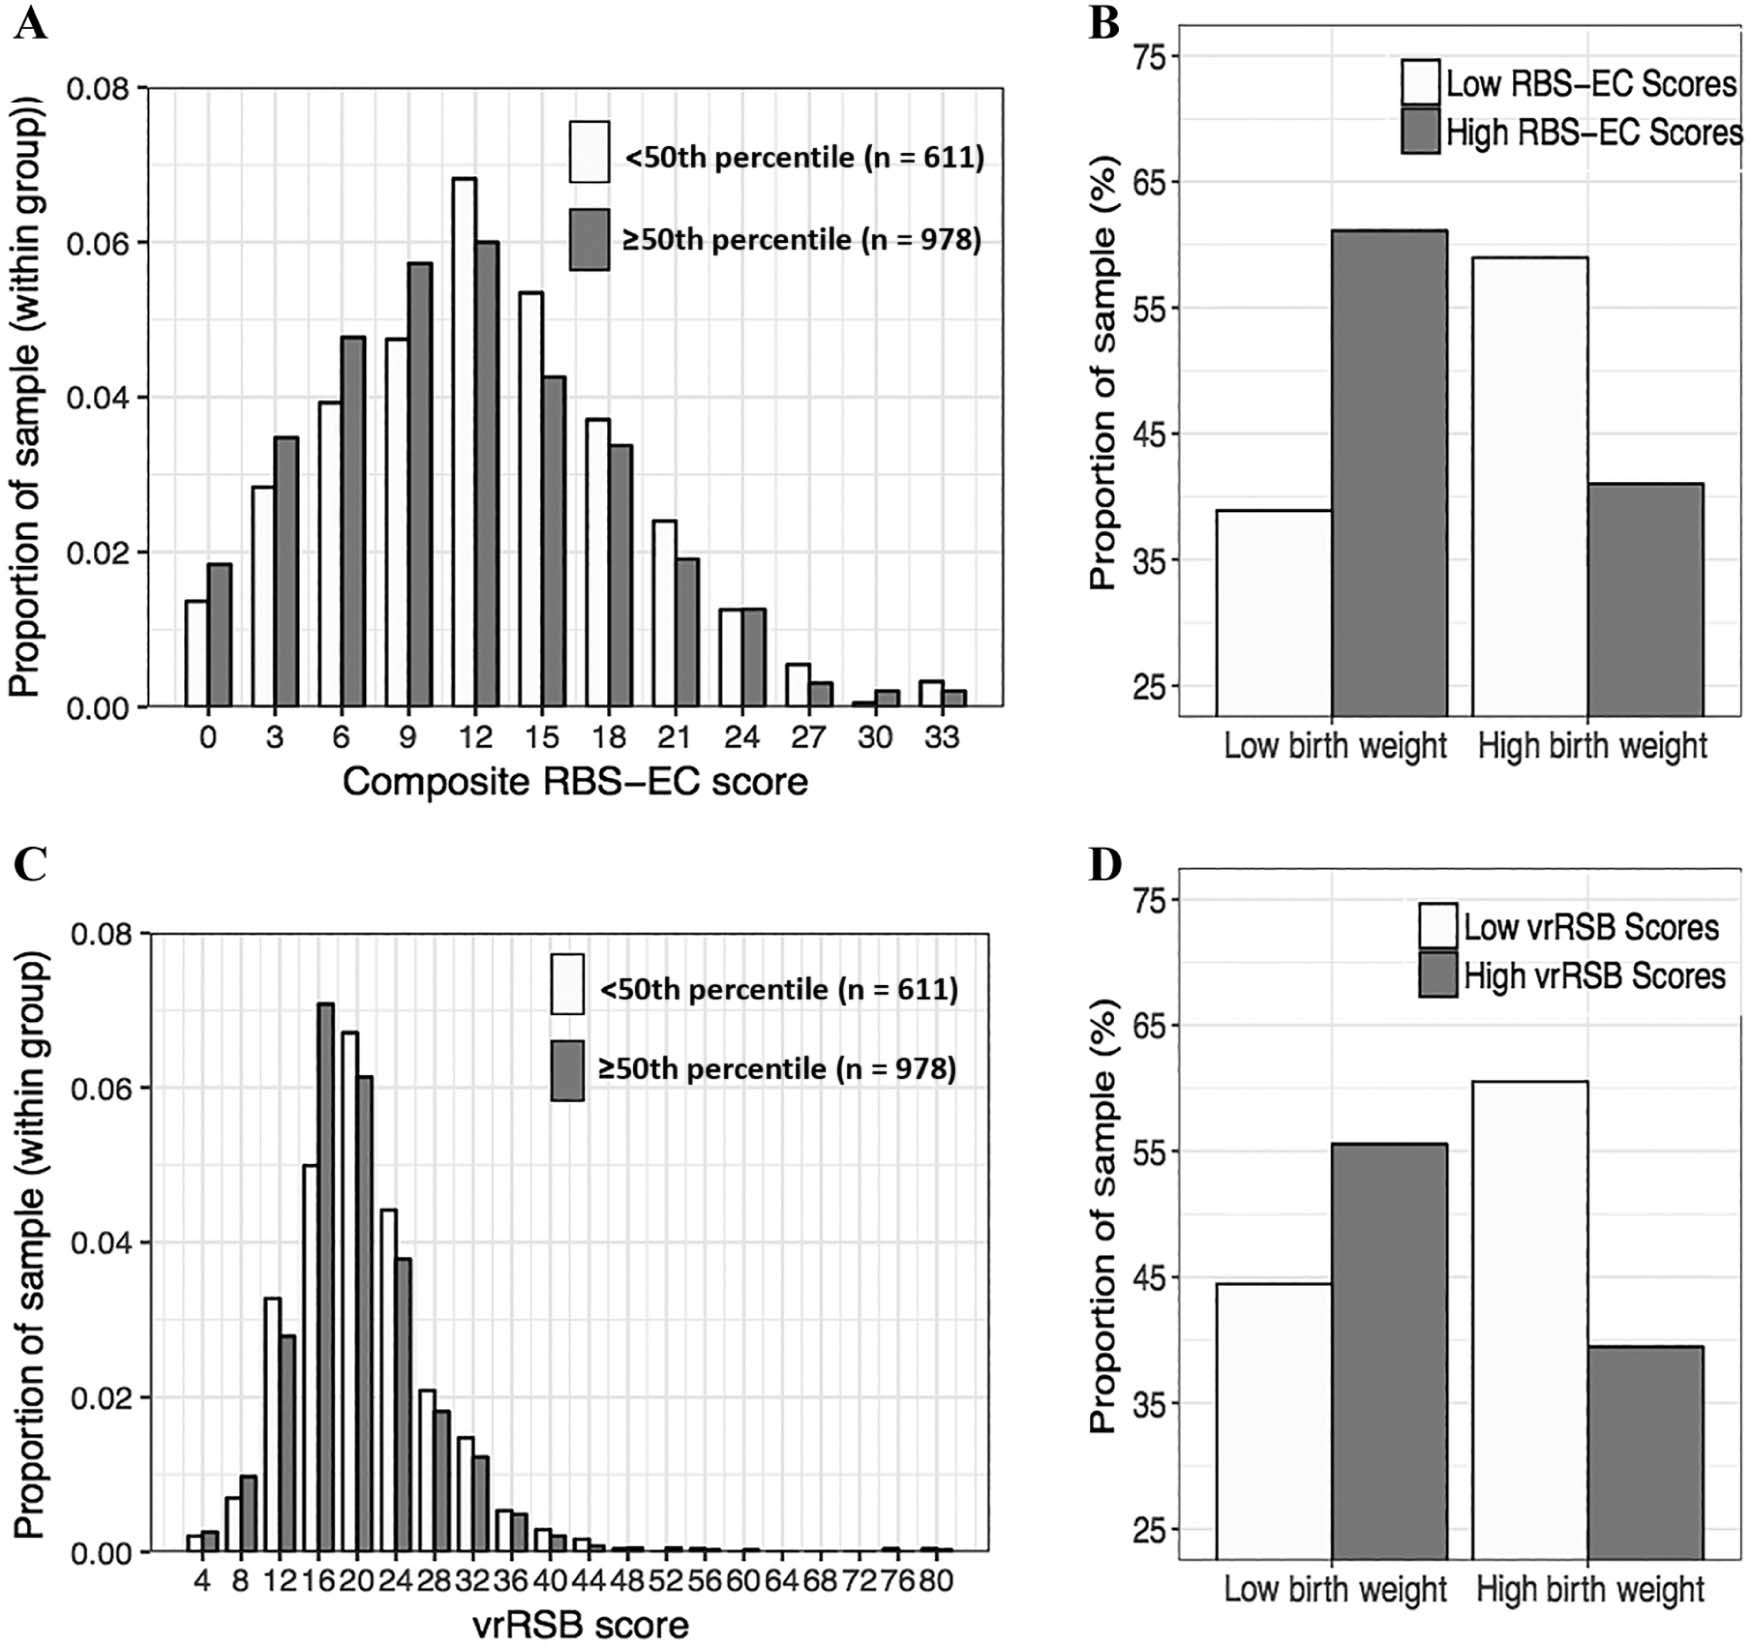 A
Proportion of sample (within group))
0.08
0.06
0.04
0.02
0.00
<50th percentile (n = 611)
≥50th percentile (n = 978)
0 3 6 9 12 15 18 21 24 27 30 33
Composite RBS−EC score
B
Proportion of sample (%)
75
65
55
45
35
25
Low RBS−EC Scores
High RBS−EC Scores
Low birth weight High birth weight
C
Proportion of sample (within group)
0.08
0.06
0.04
0.02
0.00
<50th percentile (n = 611)
≥50th percentile (n = 978)
4 8 12 16 20 24 28 32 36 40 44 48 52 56 60 64 68 72 76 80
vrRSB score
D
Proportion of sample (%)
75
65
55
45
35
25
Low vrRSB Scores
High vrRSB Scores
Low birth weight High birth weight